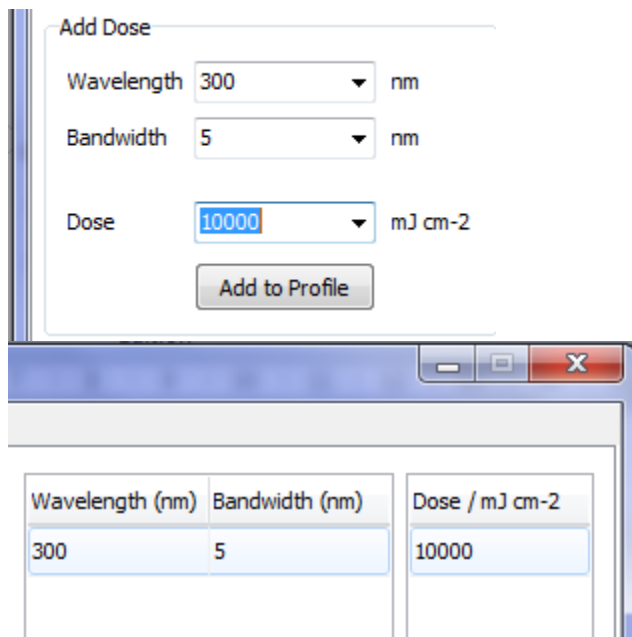 Add Dose
Wavelength 300 nm
Bandwidth 5 nm
Dose 10000 mJ cm-2
Add to Profile
Wavelength (nm) Bandwidth (nm) Dose / mJ cm-2
300 5 10000